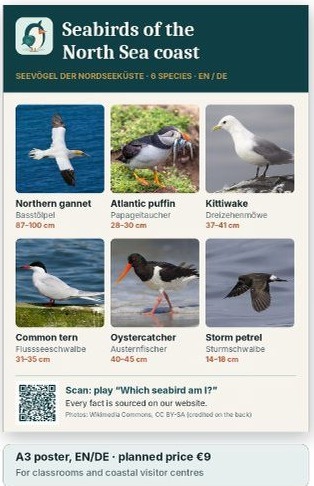 Seabirds of the
North Sea coast
SEEVÖGEL DER NORDSEEKÜSTE · 6 SPECIES · EN / DE
Northern gannet
Basstölpel
87–100 cm
Atlantic puffin
Papageitaucher
28–30 cm
Kittiwake
Dreizehenmöwe
37–41 cm
Common tern
Flussseeschwalbe
31–35 cm
Oystercatcher
Austernfischer
40–45 cm
Storm petrel
Sturmschwalbe
14–18 cm
Scan: play “Which seabird am I?”
Every fact is sourced on our website.
Photos: Wikimedia Commons, CC BY-SA (credited on the back)
A3 poster, EN/DE · planned price €9
For classrooms and coastal visitor centres